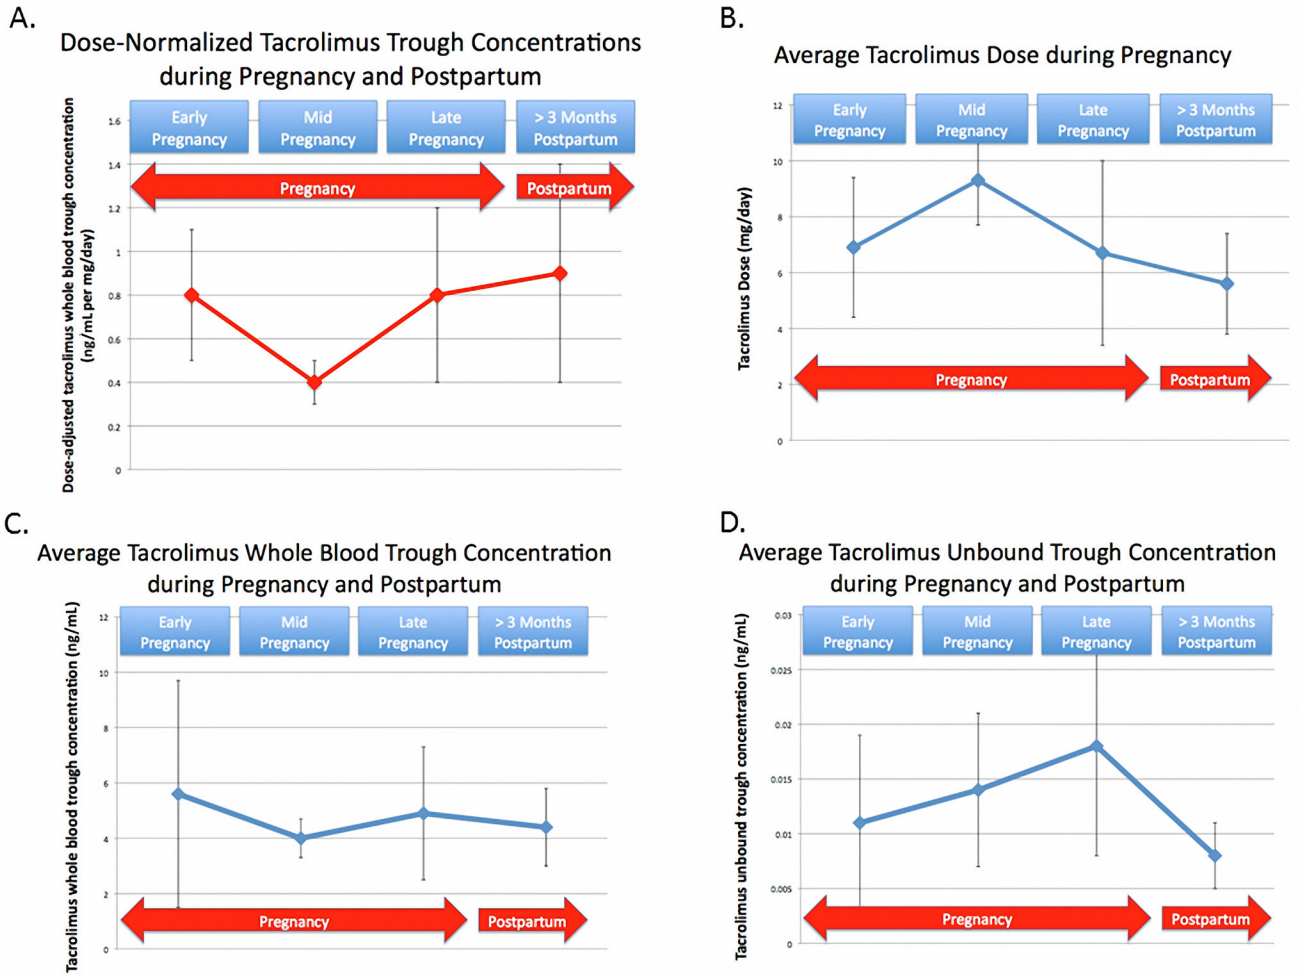 A.
Dose-Normalized Tacrolimus Trough Concentrations
during Pregnancy and Postpartum
Dose-adjusted tacrolimus whole blood trough concentration
(ng/mL per mg/day)
Early
Pregnancy
Mid
Pregnancy
Late
Pregnancy
> 3 Months
Postpartum
Pregnancy
Postpartum
1.6
1.4
1.2
1
0.8
0.6
0.4
0.2
0
B.
Average Tacrolimus Dose during Pregnancy
Tacrolimus Dose (mg/day)
Early
Pregnancy
Mid
Pregnancy
Late
Pregnancy
> 3 Months
Postpartum
12
10
8
6
4
2
0
Pregnancy
Postpartum
C.
Average Tacrolimus Whole Blood Trough Concentration
during Pregnancy and Postpartum
Tacrolimus whole blood trough concentration (ng/mL)
Early
Pregnancy
Mid
Pregnancy
Late
Pregnancy
> 3 Months
Postpartum
12
10
8
6
4
2
0
Pregnancy
Postpartum
D.
Average Tacrolimus Unbound Trough Concentration
during Pregnancy and Postpartum
Tacrolimus unbound trough concentration (ng/mL)
Early
Pregnancy
Mid
Pregnancy
Late
Pregnancy
> 3 Months
Postpartum
0.03
0.025
0.02
0.015
0.01
0.005
0
Pregnancy
Postpartum